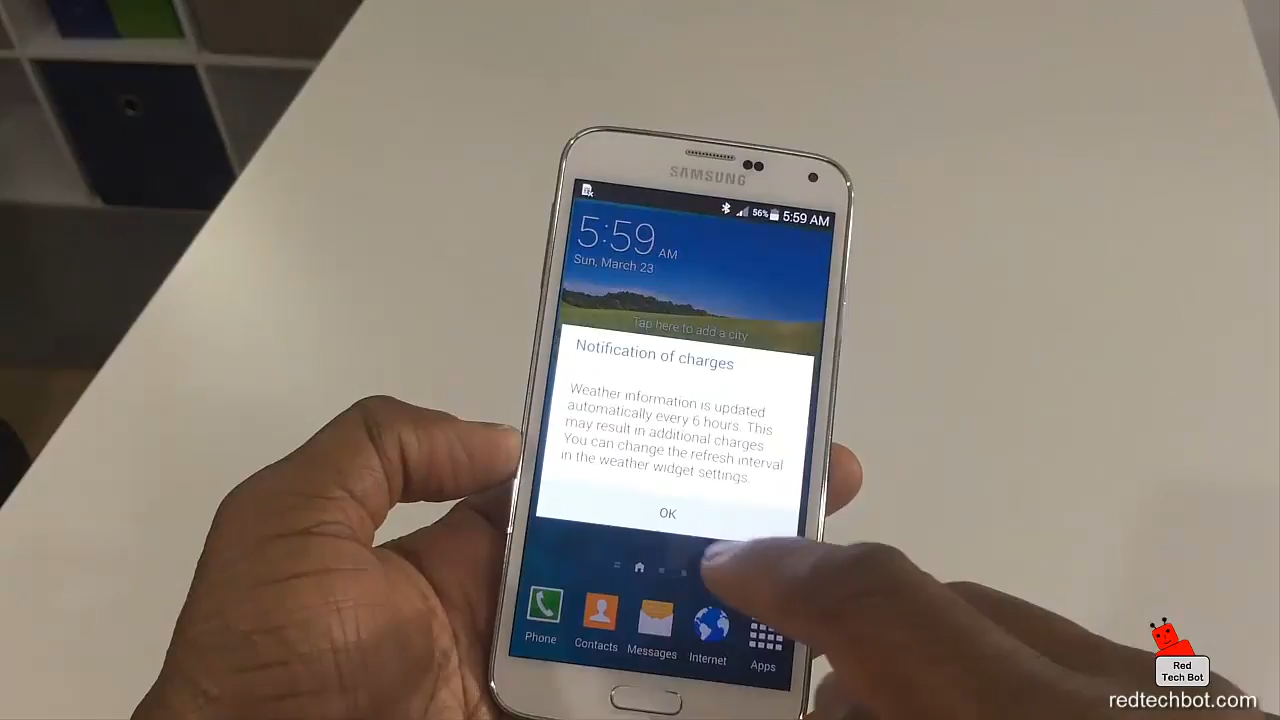 SAMSUNG
56% 5:59 AM
5:59 AM
Sun, March 23
Tap here to add a city
Notification of charges
Weather information is updated
automatically every 6 hours. This
may result in additional charges
You can change the refresh interval
in the weather widget settings.
OK
Phone
Contacts
Messages
Internet
Apps
Red
Tech Bot
redtechbot.com